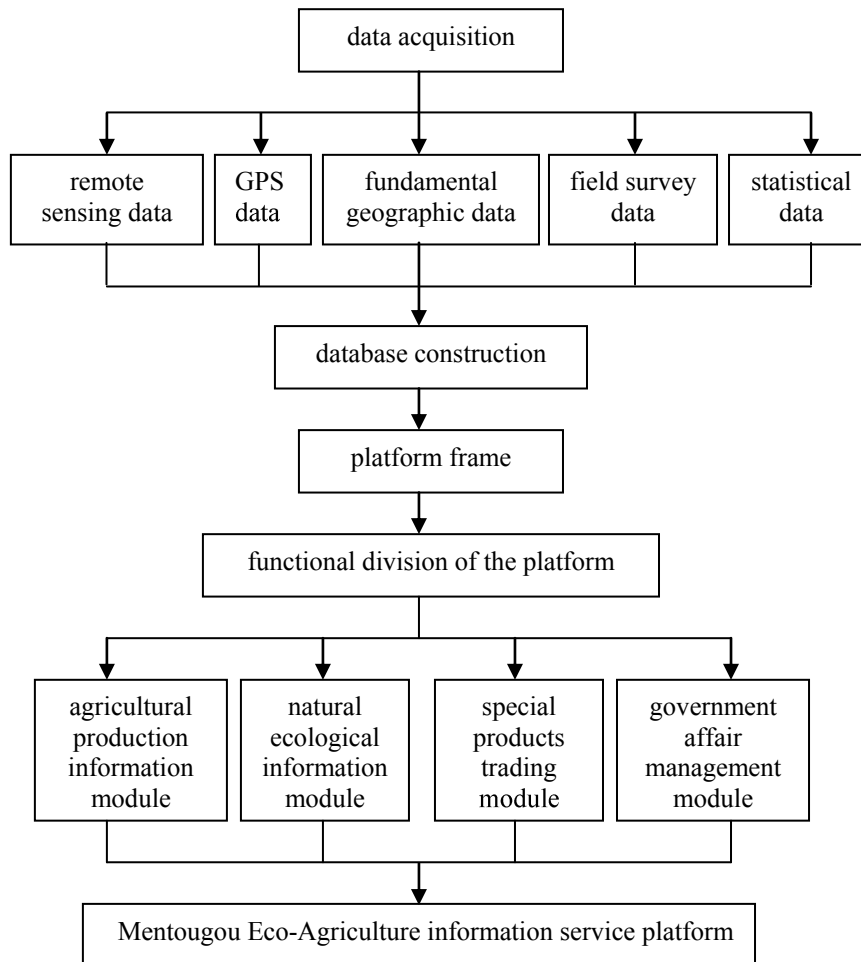 data acquisition
remote
sensing data
GPS
data
fundamental
geographic data
field survey
data
statistical
data
database construction
platform frame
functional division of the platform
agricultural
production
information
module
natural
ecological
information
module
special
products
trading
module
government
affair
management
module
Mentougou Eco-Agriculture information service platform